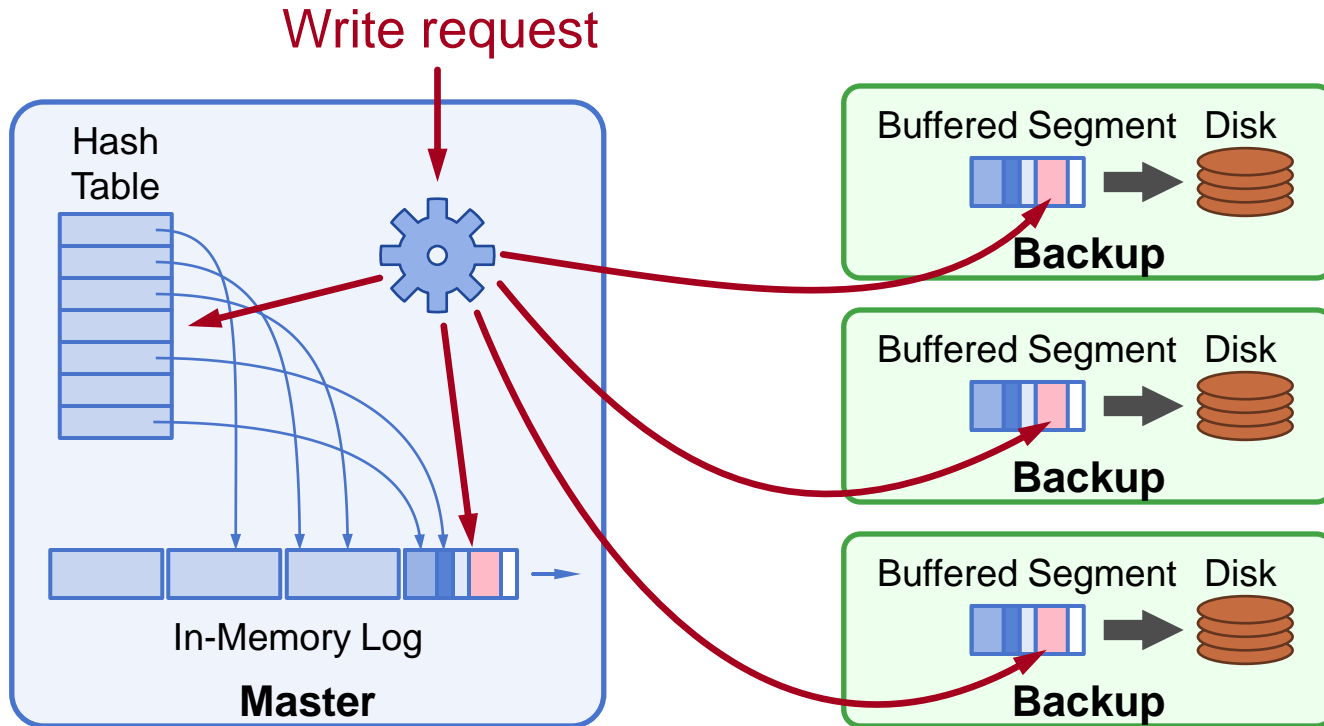 Write request
Hash
Table
In-Memory Log
Master
Buffered Segment Disk
Backup
Buffered Segment Disk
Backup
Buffered Segment Disk
Backup